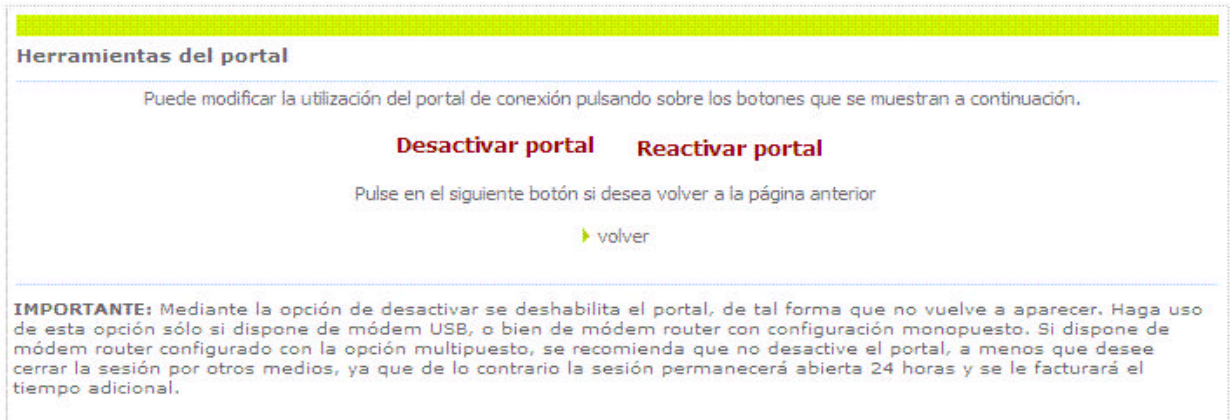 Herramientas del portal
Puede modificar la utilización del portal de conexión pulsando sobre los botones que se muestran a continuación.
Desactivar portal Reactivar portal
Pulse en el siguiente botón si desea volver a la página anterior
volver
IMPORTANTE: Mediante la opción de desactivar se deshabilita el portal, de tal forma que no vuelve a aparecer. Haga uso
de esta opción sólo si dispone de módem USB, o bien de módem router con configuración monopuesto. Si dispone de
módem router configurado con la opción multipuesto, se recomienda que no desactive el portal, a menos que desee
cerrar la sesión por otros medios, ya que de lo contrario la sesión permanecerá abierta 24 horas y se le facturará el
tiempo adicional.